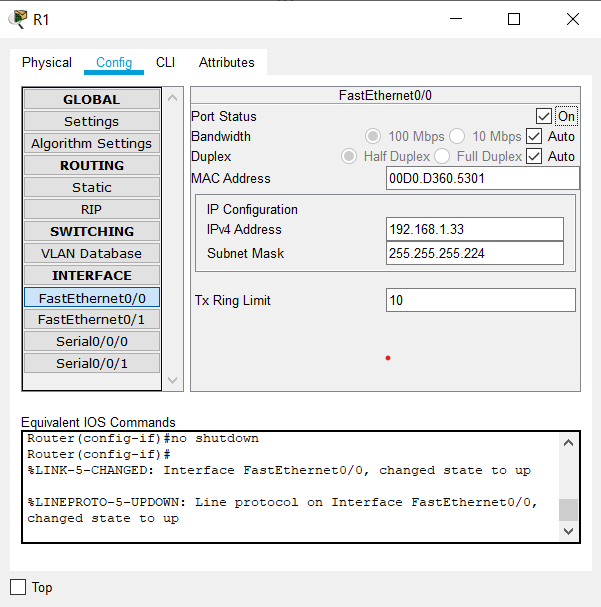 R1
Physical Config CLI Attributes
GLOBAL
Settings
Algorithm Settings
ROUTING
Static
RIP
SWITCHING
VLAN Database
INTERFACE
FastEthernet0/0
FastEthernet0/1
Serial0/0/0
Serial0/0/1
FastEthernet0/0
Port Status On
Bandwidth 100 Mbps 10 Mbps Auto
Duplex Half Duplex Full Duplex Auto
MAC Address 00D0.D360.5301
IP Configuration
IPv4 Address 192.168.1.33
Subnet Mask 255.255.255.224
Tx Ring Limit 10
Equivalent IOS Commands
Router(config-if)#no shutdown
Router(config-if)#
%LINK-5-CHANGED: Interface FastEthernet0/0, changed state to up
%LINEPROTO-5-UPDOWN: Line protocol on Interface FastEthernet0/0,
changed state to up
Top